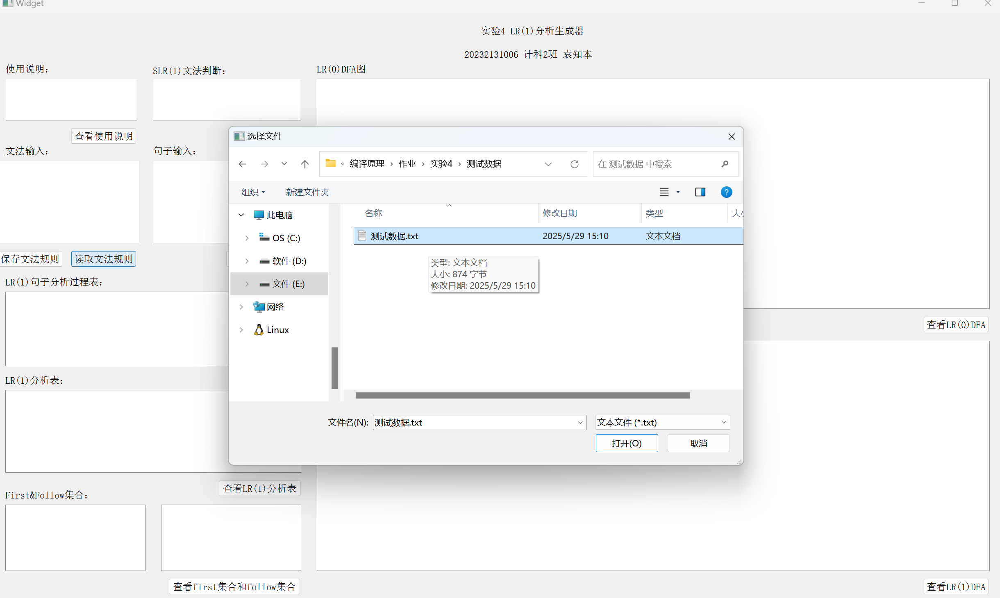 Widget
实验4 LR(1)分析生成器
20232131006 计科2班 袁知本
使用说明：
SLR(1)文法判断：
LR(0)DFA图
查看使用说明
文法输入：
句子输入：
保存文法规则
读取文法规则
LR(1)句子分析过程表：
LR(1)分析表：
查看LR(1)分析表
First&Follow集合：
查看first集合和follow集合
查看LR(0)DFA
查看LR(1)DFA
选择文件
« 编译原理 › 作业 › 实验4 › 测试数据
在 测试数据 中搜索
组织
新建文件夹
此电脑
OS (C:)
软件 (D:)
文件 (E:)
网络
Linux
名称 修改日期 类型 大小
测试数据.txt 2025/5/29 15:10 文本文档
类型: 文本文档
大小: 874 字节
修改日期: 2025/5/29 15:10
文件名(N): 测试数据.txt
文本文件 (*.txt)
打开(O)
取消